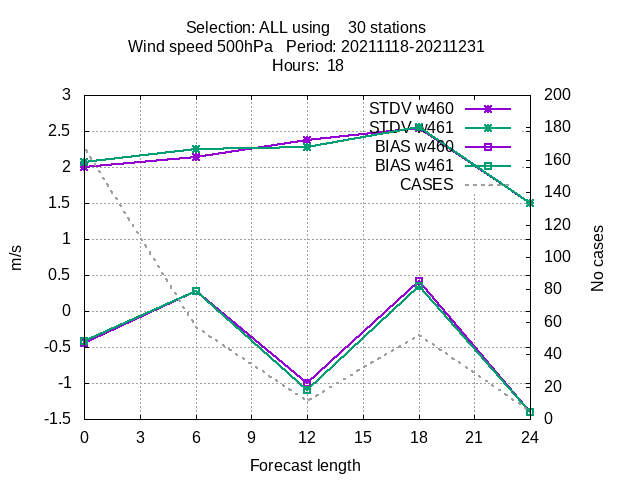 Selection: ALL using 30 stations
Wind speed 500hPa Period: 20211118-20211231
Hours: 18
3
2.5
2
1.5
1
0.5
0
-0.5
-1
-1.5
m/s
STDV w460
STDV w461
BIAS w460
BIAS w461
CASES
200
180
160
140
120
100
80
60
40
20
0
No cases
0 3 6 9 12 15 18 21 24
Forecast length